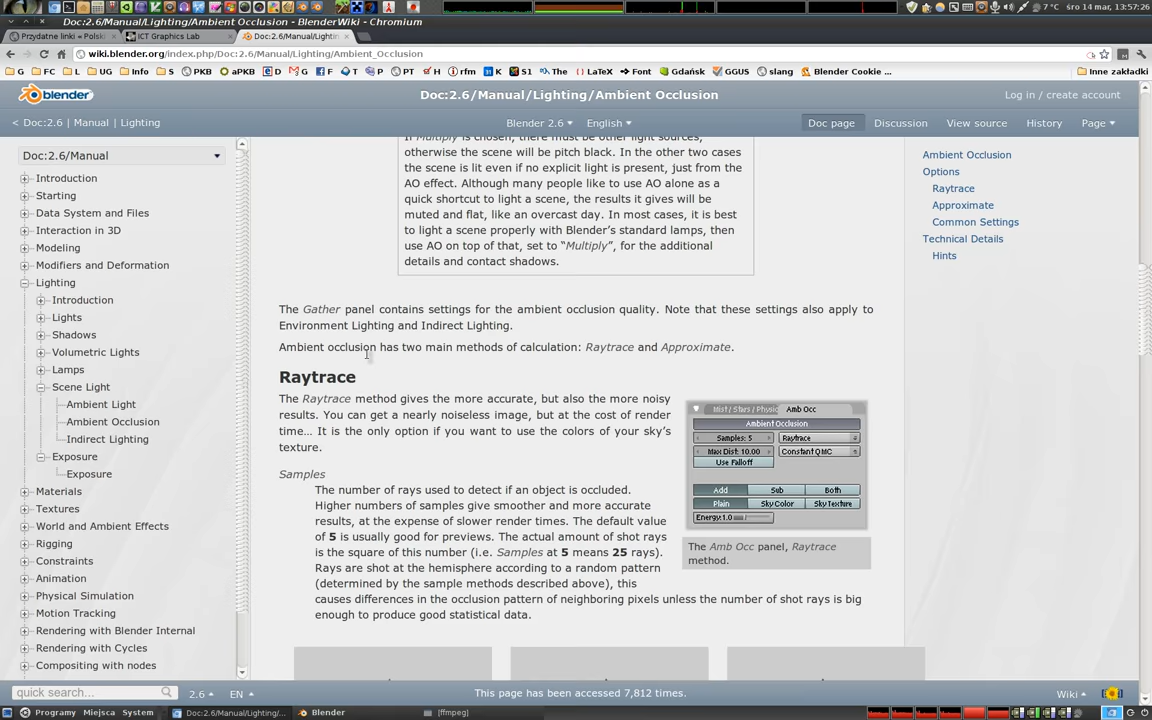 Doc:2.6/Manual/Lighting/Ambient Occlusion - BlenderWiki - Chromium
7 °C śro 14 mar, 13:57:26
Przydatne linki « Polski
ICT Graphics Lab
Doc:2.6/Manual/Lightin
wiki.blender.org/index.php/Doc:2.6/Manual/Lighting/Ambient_Occlusion
G FC L UG Info S PKB aPKB D G F T P PT H rfm K S1 The LaTeX Font Gdańsk GGUS slang Blender Cookie ... Inne zakładki
blender
Doc:2.6/Manual/Lighting/Ambient Occlusion
Log in / create account
< Doc:2.6 | Manual | Lighting
Blender 2.6
English
Doc page
Discussion
View source
History
Page
Doc:2.6/Manual
Introduction
Starting
Data System and Files
Interaction in 3D
Modeling
Modifiers and Deformation
Lighting
Introduction
Lights
Shadows
Volumetric Lights
Lamps
Scene Light
Ambient Light
Ambient Occlusion
Indirect Lighting
Exposure
Exposure
Materials
Textures
World and Ambient Effects
Rigging
Constraints
Animation
Physical Simulation
Motion Tracking
Rendering with Blender Internal
Rendering with Cycles
Compositing with nodes
If Multiply is chosen, there must be other light sources,
otherwise the scene will be pitch black. In the other two cases
the scene is lit even if no explicit light is present, just from the
AO effect. Although many people like to use AO alone as a
quick shortcut to light a scene, the results it gives will be
muted and flat, like an overcast day. In most cases, it is best
to light a scene properly with Blender's standard lamps, then
use AO on top of that, set to “Multiply”, for the additional
details and contact shadows.
The Gather panel contains settings for the ambient occlusion quality. Note that these settings also apply to
Environment Lighting and Indirect Lighting.
Ambient occlusion has two main methods of calculation: Raytrace and Approximate.
Raytrace
The Raytrace method gives the more accurate, but also the more noisy
results. You can get a nearly noiseless image, but at the cost of render
time… It is the only option if you want to use the colors of your sky's
texture.
Samples
The number of rays used to detect if an object is occluded.
Higher numbers of samples give smoother and more accurate
results, at the expense of slower render times. The default value
of 5 is usually good for previews. The actual amount of shot rays
is the square of this number (i.e. Samples at 5 means 25 rays).
Rays are shot at the hemisphere according to a random pattern
(determined by the sample methods described above), this
causes differences in the occlusion pattern of neighboring pixels unless the number of shot rays is big
enough to produce good statistical data.
Mist / Stars / Physic
Amb Occ
Ambient Occlusion
Samples: 5
Raytrace
Max Dist: 10.00
Constant QMC
Use Falloff
Add
Sub
Both
Plain
Sky Color
Sky Texture
Energy:1.0
The Amb Occ panel, Raytrace
method.
Ambient Occlusion
Options
Raytrace
Approximate
Common Settings
Technical Details
Hints
quick search...
2.6
EN
This page has been accessed 7,812 times.
Wiki
Programy Miejsca System
Doc:2.6/Manual/Lighting/...
Blender
[ffmpeg]